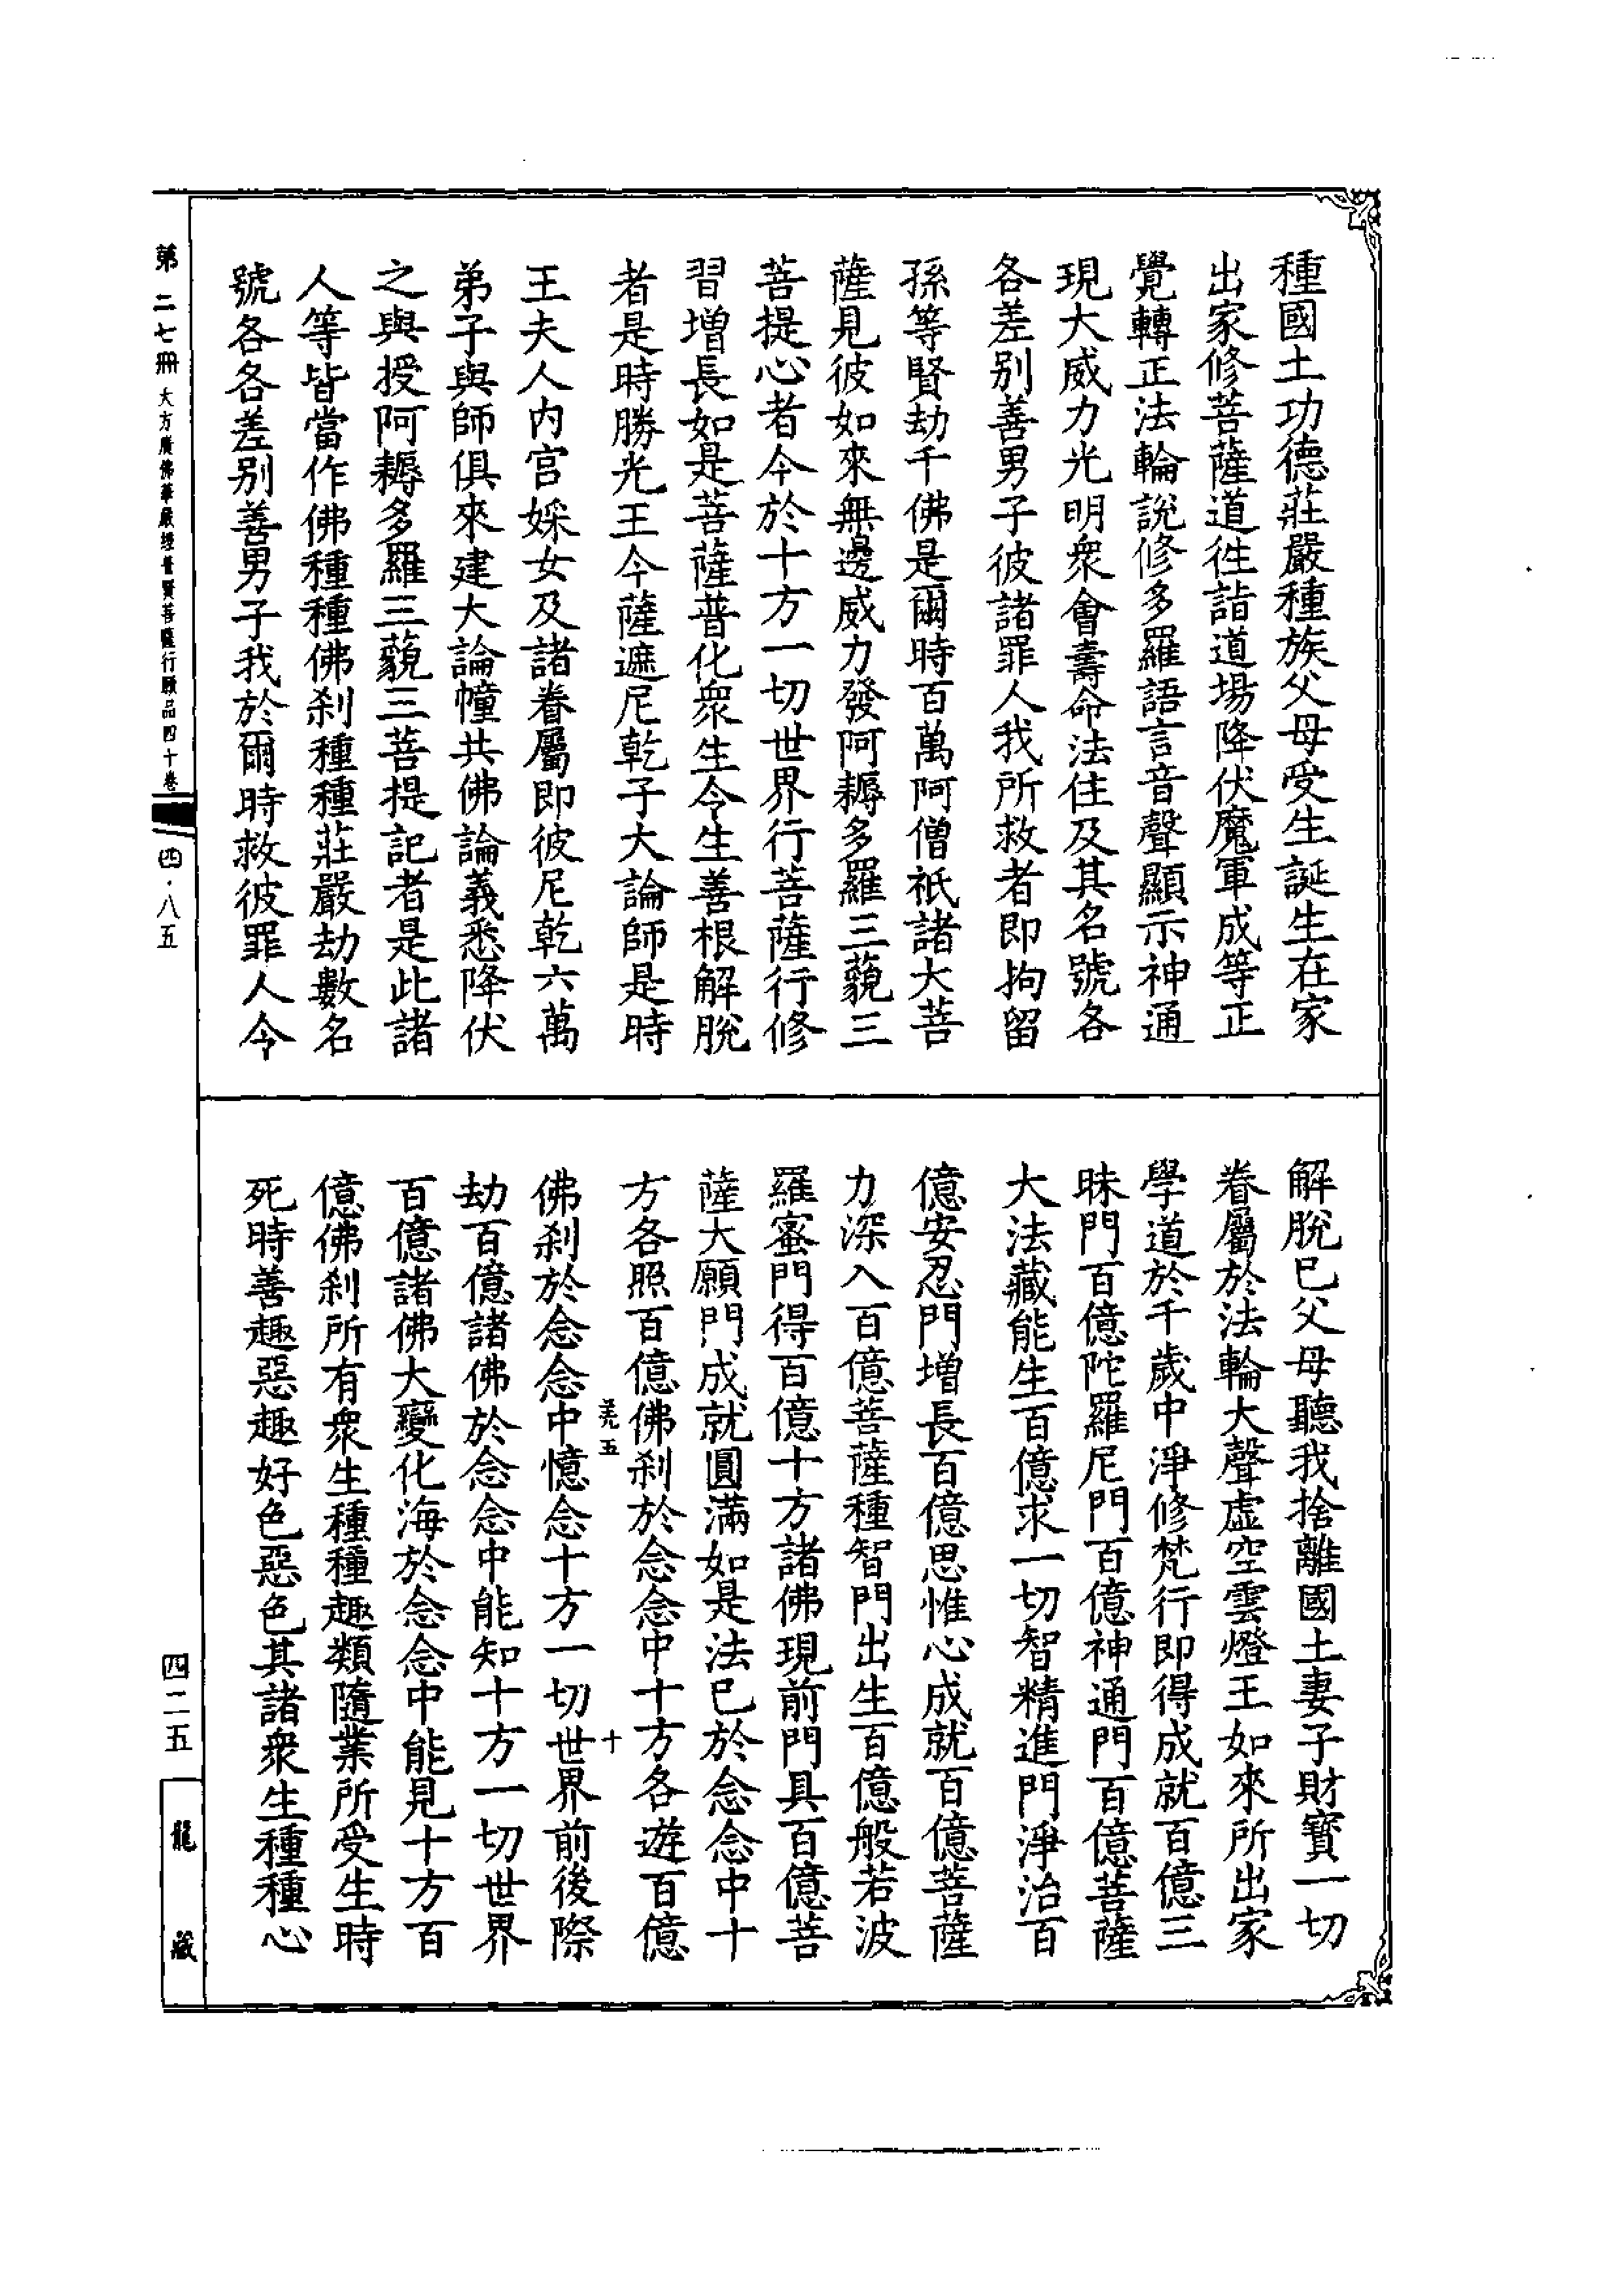 種國土功德莊嚴種族父母受生誕生在家
出家修菩薩道徃詣道場降伏魔軍成等正
覺轉正法輪說修多羅語言音聲顯示神通
現大威力光明衆會壽命法住及其名號各
各差别善男子彼諸罪人我所救者即拘留
孫等賢劫千佛是爾時百萬阿僧祇諸大菩
薩見彼如來無邊威力發阿耨多羅三藐三
菩提心者今於十方一切世界行菩薩行修
習增長如是菩薩普化衆生令生善根解脫
者是時勝光王今薩遮尼乾子大論師是時
王夫人内宫婇女及諸眷屬即彼尼乾六萬
弟子與師俱來建大論幢共佛論義悉降伏
之與授阿耨多羅三藐三菩提記者是此諸
人等皆當作佛種種佛刹種種莊嚴劫數名
號各各差别善男子我於爾時救彼罪人令
解脫已父母聽我捨離國土妻子財寶一切
眷屬於法輪大聲虚空雲燈王如來所出家
學道於千歲中淨修梵行即得成就百億三
昧門百億陀羅尼門百億神通門百億菩薩
大法藏能生百億求一切智精進門淨治百
億安忍門增長百億思惟心成就百億菩薩
力深入百億菩薩種智門出生百億般若波
羅蜜門得百億十方諸佛現前門具百億菩
薩大願門成就圓滿如是法已於念念中十
方各照百億佛刹於念念中十方各遊百億
羌五 十
佛刹於念念中憶念十方一切世界前後際
劫百億諸佛於念念中能知十方一切世界
百億諸佛大變化海於念念中能見十方百
億佛刹所有衆生種種趣類隨業所受生時
死時善趣惡趣好色惡色其諸衆生種種心
第二七冊 大方廣佛華嚴經普賢菩薩行願品四十卷
四・八五
四二五
龍藏